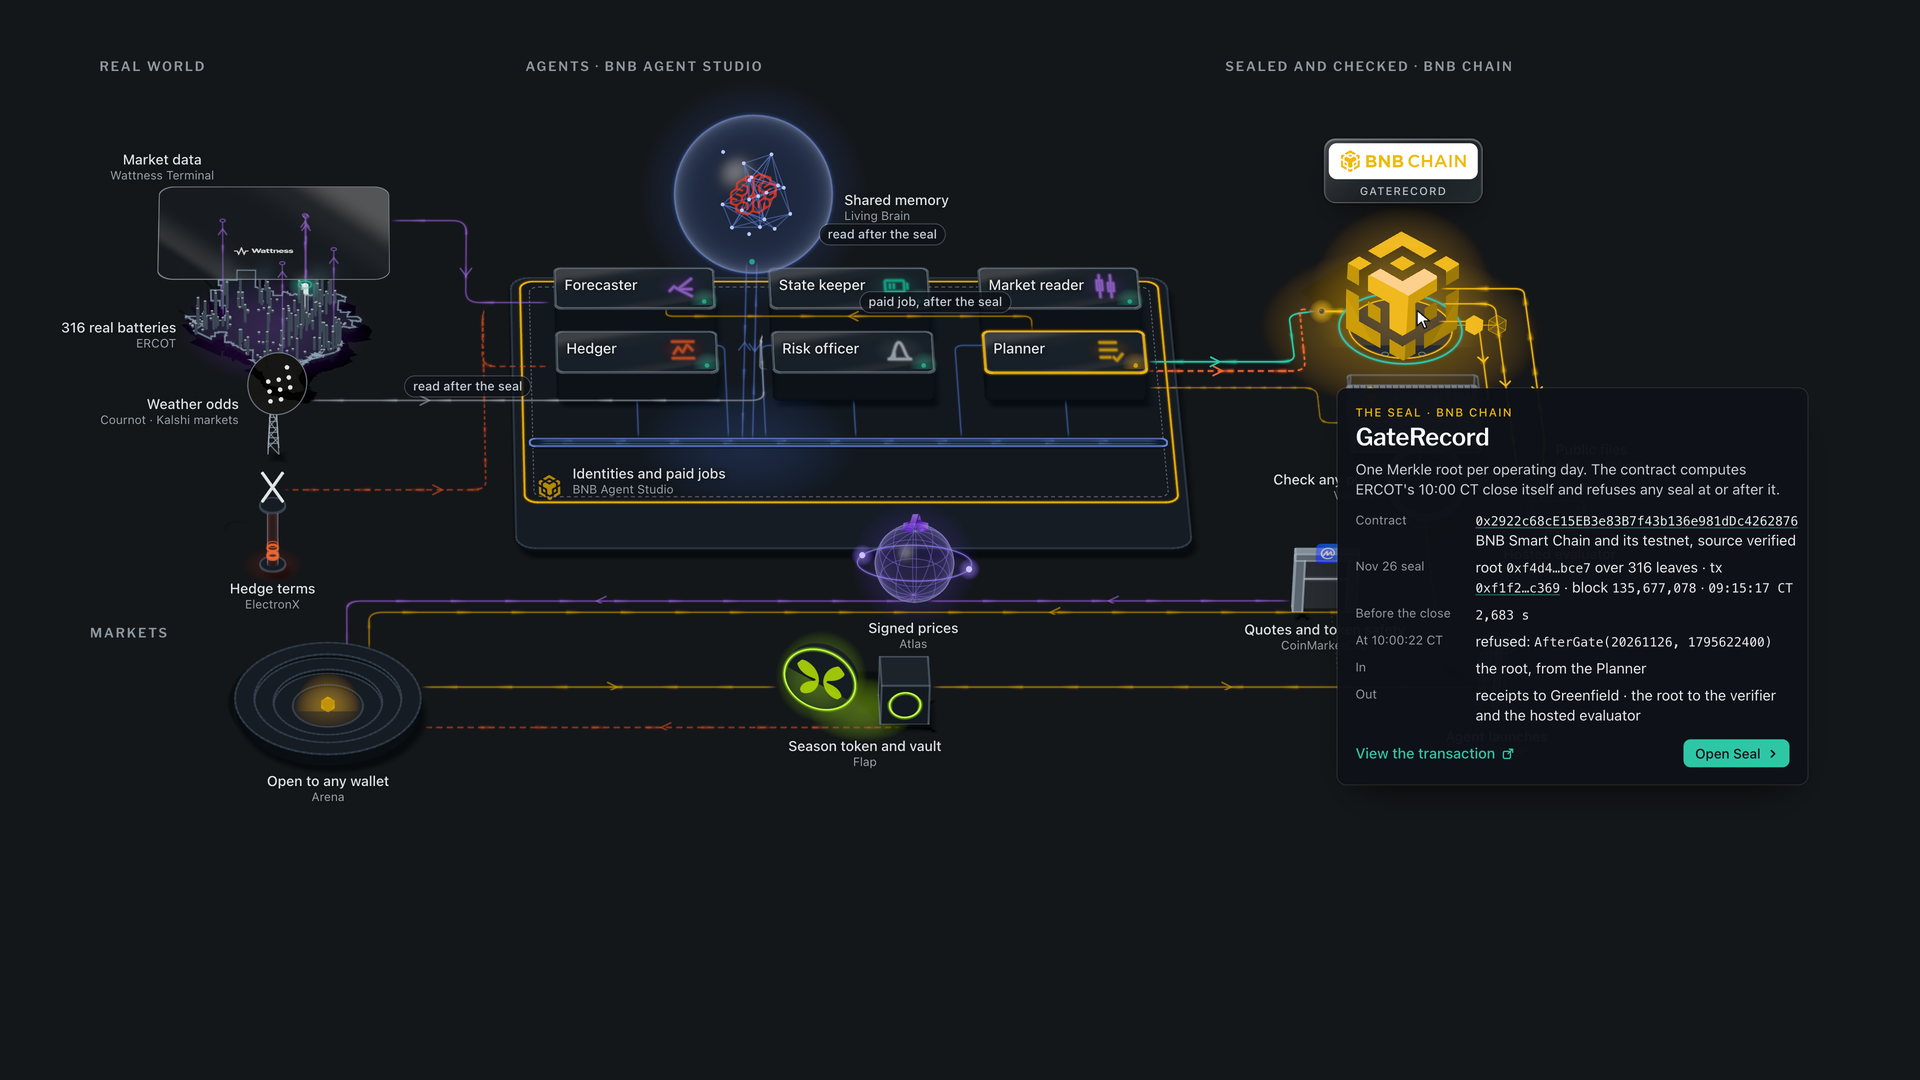 REAL WORLD
AGENTS · BNB AGENT STUDIO
SEALED AND CHECKED · BNB CHAIN
Market data
Wattness Terminal
Wattness
316 real batteries
ERCOT
Weather odds
Cournot · Kalshi markets
Hedge terms
ElectronX
Shared memory
Living Brain
read after the seal
Forecaster
State keeper
Market reader
paid job, after the seal
Hedger
Risk officer
Planner
read after the seal
Identities and paid jobs
BNB Agent Studio
BNB CHAIN
GATERECORD
Check any
THE SEAL · BNB CHAIN
GateRecord
One Merkle root per operating day. The contract computes
ERCOT's 10:00 CT close itself and refuses any seal at or after it.
Contract
0x2922c68cE15EB3e83B7f43b136e981dDc4262876
BNB Smart Chain and its testnet, source verified
Nov 26 seal
root 0xf4d4…bce7 over 316 leaves · tx
0xf1f2…c369 · block 135,677,078 · 09:15:17 CT
Before the close
2,683 s
At 10:00:22 CT
refused: AfterGate(20261126, 1795622400)
In
the root, from the Planner
Out
receipts to Greenfield · the root to the verifier
and the hosted evaluator
View the transaction
Open Seal
Signed prices
Atlas
Quotes and to
CoinMarke
MARKETS
Open to any wallet
Arena
Season token and vault
Flap